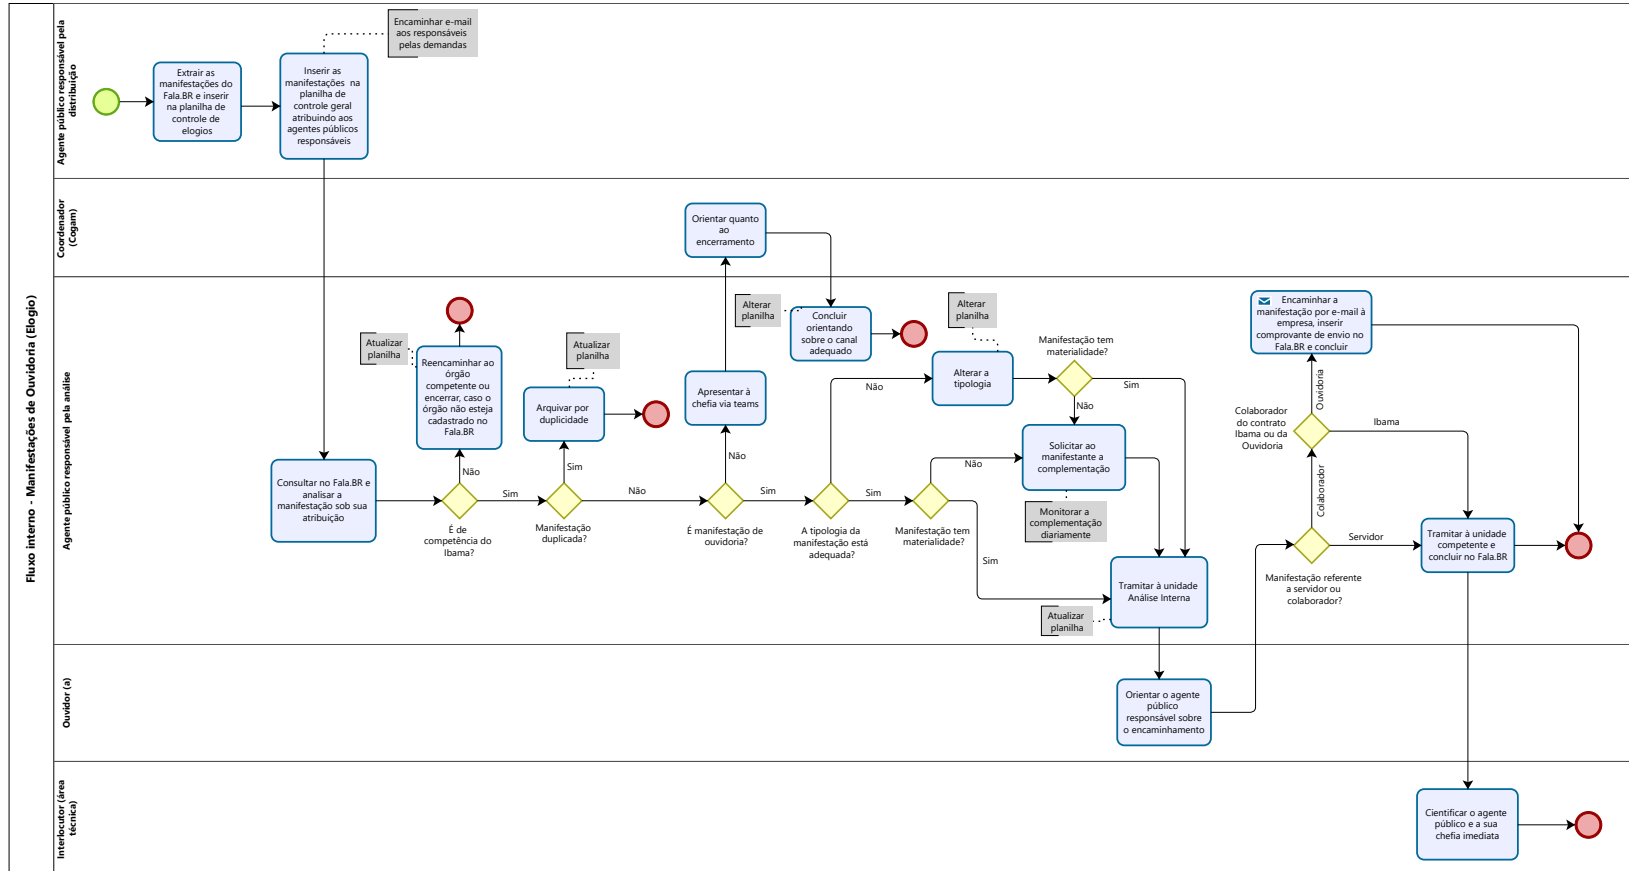 Fluxo interno - Manifestações de Ouvidoria (Elogio)
Agente público responsável pela
distribuição
Extrair as
manifestações do
Fala.BR e inserir
na planilha de
controle de
elogios
Inserir as
manifestações na
planilha de
controle geral
atribuindo aos
agentes públicos
responsáveis
Encaminhar e-mail
aos responsáveis
pelas demandas
Coordenador
(Cogam)
Orientar quanto
ao
encerramento
Agente público responsável pela análise
Consultar no Fala.BR e
analisar a
manifestação sob sua
atribuição
É de
competência do
Ibama?
Não
Sim
Atualizar
planilha
Reencaminhar ao
órgão
competente ou
encerrar, caso o
órgão não esteja
cadastrado no
Fala.BR
Manifestação
duplicada?
Sim
Não
Atualizar
planilha
Arquivar por
duplicidade
É manifestação de
ouvidoria?
Não
Sim
Apresentar à
chefia via teams
Alterar
planilha
Concluir
orientando
sobre o canal
adequado
A tipologia da
manifestação está
adequada?
Não
Sim
Alterar
planilha
Alterar a
tipologia
Manifestação tem
materialidade?
Sim
Não
Manifestação tem
materialidade?
Não
Sim
Solicitar ao
manifestante a
complementação
Monitorar a
complementação
diariamente
Tramitar à unidade
Análise Interna
Atualizar
planilha
Manifestação referente
a servidor ou
colaborador?
Colaborador
Servidor
Colaborador
do contrato
Ibama ou da
Ouvidoria
Ouvidoria
Ibama
Encaminhar a
manifestação por e-mail à
empresa, inserir
comprovante de envio no
Fala.BR e concluir
Tramitar à unidade
competente e
concluir no Fala.BR
Ouvidor (a)
Orientar o agente
público
responsável sobre
o encaminhamento
Interlocutor (área
técnica)
Cientificar o agente
público e a sua
chefia imediata